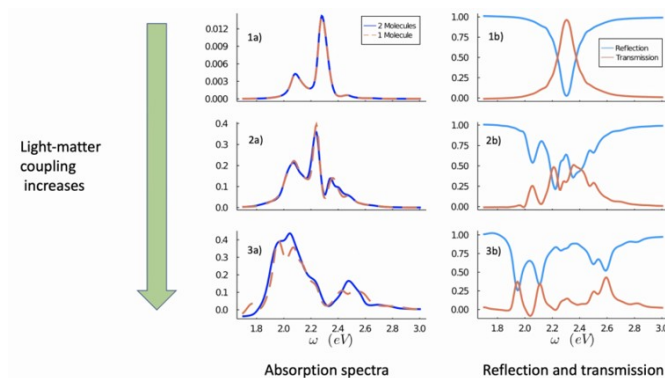 Light-matter
coupling
increases
1a)
2 Molecules
1 Molecule
0.012
0.009
0.006
0.003
0.000
1b)
Reflection
Transmission
1.00
0.75
0.50
0.25
0.00
2a)
0.4
0.3
0.2
0.1
0.0
2b)
1.00
0.75
0.50
0.25
0.00
3a)
0.4
0.3
0.2
0.1
0.0
1.8 2.0 2.2 2.4 2.6 2.8 3.0
ω (eV)
3b)
1.00
0.75
0.50
0.25
0.00
1.8 2.0 2.2 2.4 2.6 2.8 3.0
ω (eV)
Absorption spectra
Reflection and transmission